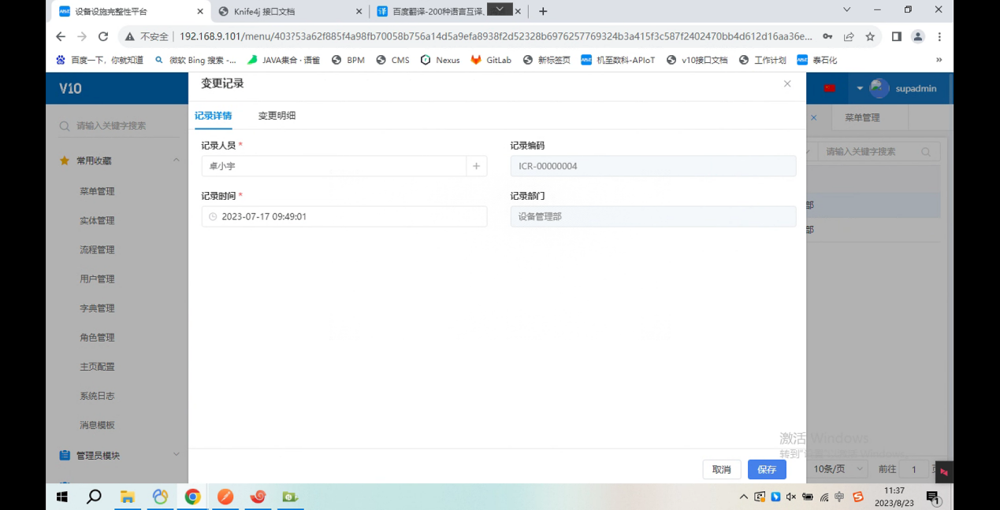 设备设施完整性平台
Knife4j 接口文档
百度翻译-200种语言互译、
不安全
192.168.9.101/menu/403?53a62f885f4a98fb70058b756a14d5a9efa8938f2d52328b6976257769324b3a415f3c587f2402470bb4d612d16aa36e...
百度一下，你就知道
微软 Bing 搜索 -...
JAVA集合 · 语雀
BPM
CMS
Nexus
GitLab
新标签页
机至数科-APIoT
v10接口文档
工作计划
泰石化
»
V10
变更记录
supadmin
请输入关键字搜索
记录详情
变更明细
菜单管理
常用收藏
记录人员 *
记录编码
请输入关键字搜索
卓小宇
ICR-00000004
菜单管理
记录时间 *
记录部门
部
实体管理
2023-07-17 09:49:01
设备管理部
部
流程管理
用户管理
字典管理
角色管理
主页配置
系统日志
消息模板
管理员模块
激活 Windows
取消
保存
10条/页
前往
1
中
11:37
2023/8/23
1